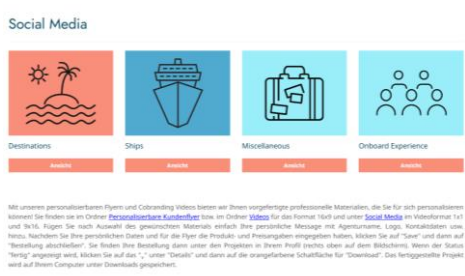 Social Media
Destinations
Ships
Miscellaneous
Onboard Experience
Ansicht
Ansicht
Ansicht
Ansicht
Mit unseren personalisierbaren Flyern und Cobranding Videos bieten wir Ihnen vorgefertigte professionelle Materialien, die Sie für sich personalisieren
können! Sie finden sie im Ordner Personalisierbare Kundenflyer bzw. im Ordner Videos für das Format 16x9 und unter Social Media im Videoformat 1x1
und 9x16. Fügen Sie nach Auswahl des gewünschten Materials einfach Ihre persönliche Message mit Agenturname, Logo, Kontaktdaten usw.
hinzu. Nachdem Sie Ihre persönlichen Daten und für die Flyer die Produkt- und Preisangaben eingegeben haben, klicken Sie auf "Save" und dann auf
"Bestellung abschließen". Sie finden Ihre Bestellung dann unter den Projekten in Ihrem Profil (rechts oben auf dem Bildschirm). Wenn der Status
"fertig" angezeigt wird, klicken Sie auf das "," unter "Details" und dann auf die orangefarbene Schaltfläche für "Download". Das fertiggestellte Projekt
wird auf Ihrem Computer unter Downloads gespeichert.